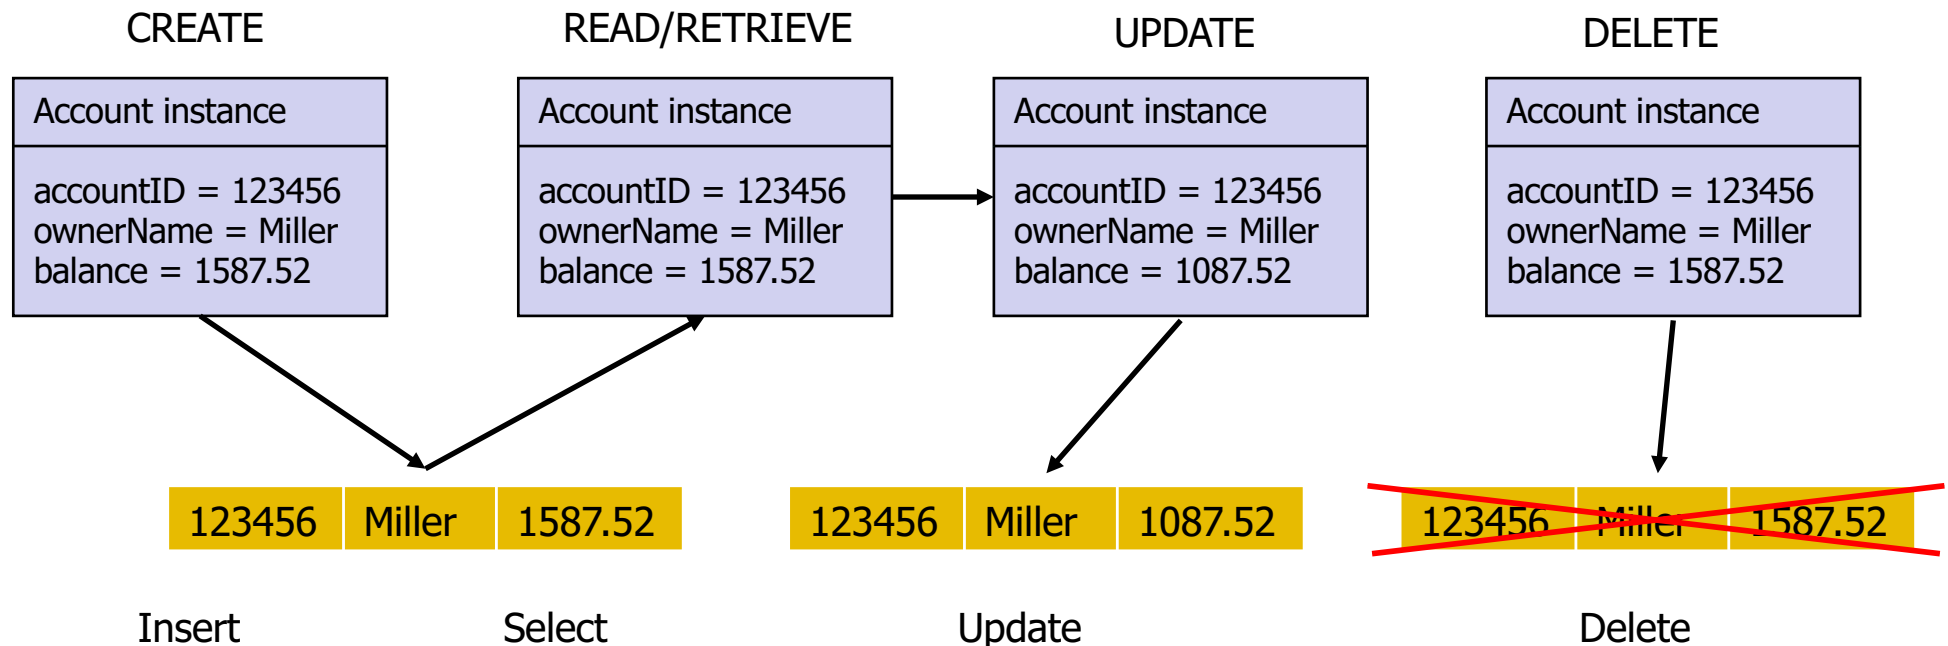 CREATE
READ/RETRIEVE
UPDATE
DELETE
Account instance
accountID = 123456
ownerName = Miller
balance = 1587.52
Account instance
accountID = 123456
ownerName = Miller
balance = 1587.52
Account instance
accountID = 123456
ownerName = Miller
balance = 1087.52
Account instance
accountID = 123456
ownerName = Miller
balance = 1587.52
123456 Miller 1587.52
123456 Miller 1087.52
123456 Miller 1587.52
Insert
Select
Update
Delete